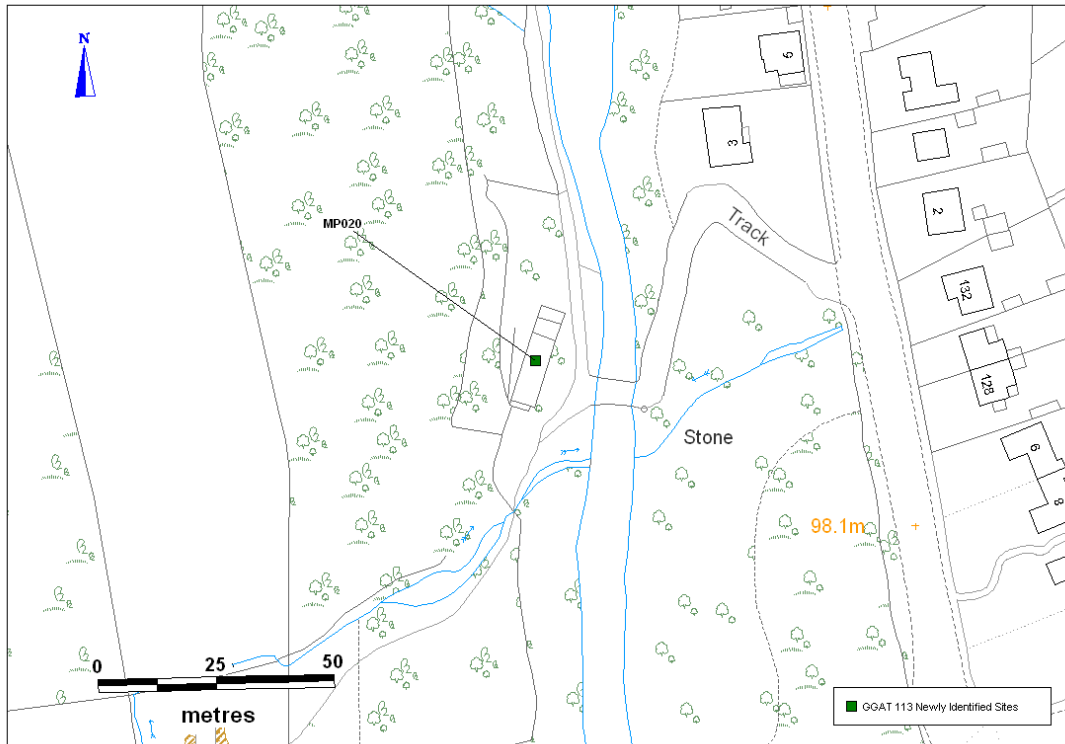 N
9
3
Track
2
MP020
132
128
Stone
6
8
98.1m
0 25 50
metres
GGAT 113 Newly Identified Sites